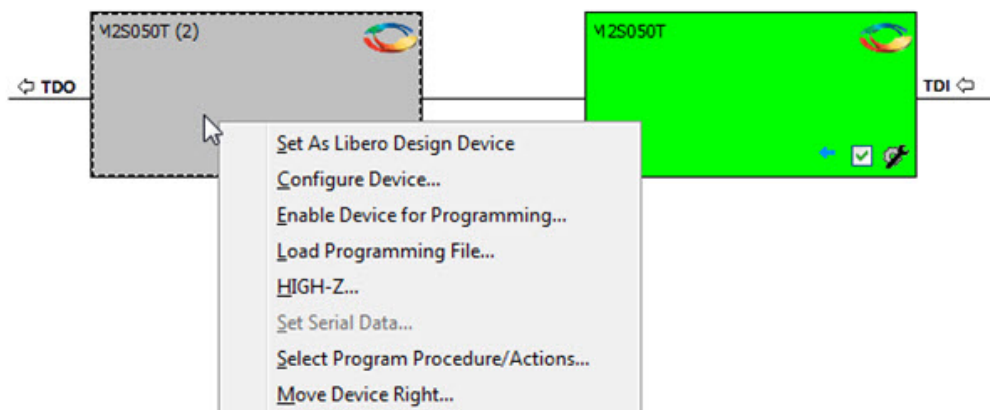 M2S050T (2)
M2S050T
TDO
TDI
Set As Libero Design Device
Configure Device...
Enable Device for Programming...
Load Programming File...
HIGH-Z...
Set Serial Data...
Select Program Procedure/Actions...
Move Device Right...